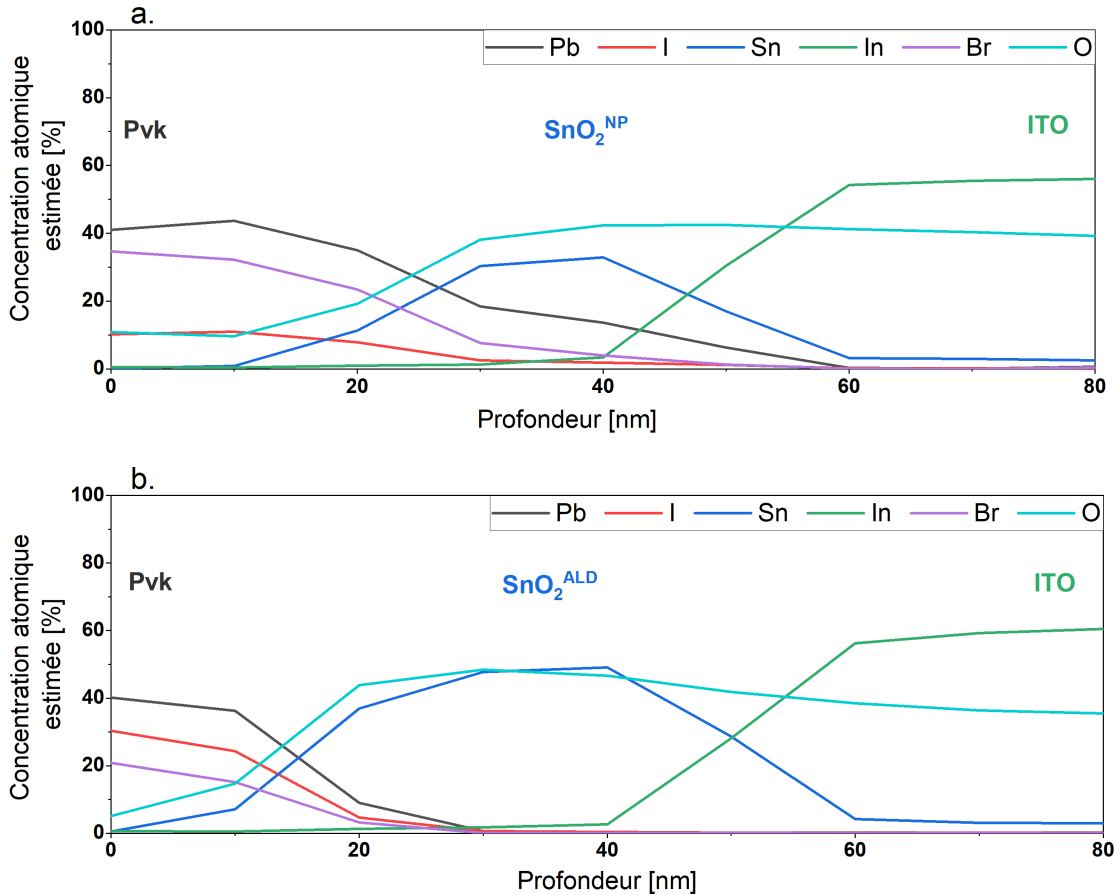 a.
Pb I Sn In Br O
Pvk SnO₂ᴺᴾ ITO
Concentration atomique
estimée [%]
100
80
60
40
20
0
0 20 40 60 80
Profondeur [nm]
b.
Pb I Sn In Br O
Pvk SnO₂ᴬᴸᴰ ITO
Concentration atomique
estimée [%]
100
80
60
40
20
0
0 20 40 60 80
Profondeur [nm]